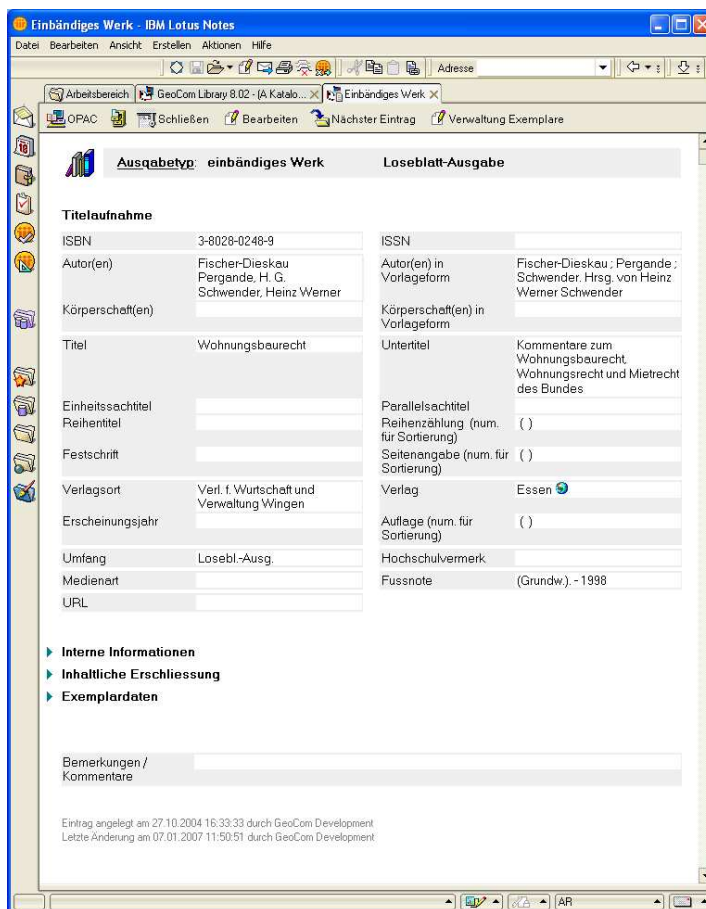 Einbändiges Werk - IBM Lotus Notes
Datei Bearbeiten Ansicht Erstellen Aktionen Hilfe
Adresse
Arbeitsbereich GeoCom Library 8.02 - (A Katalo... Einbändiges Werk
OPAC Schließen Bearbeiten Nächster Eintrag Verwaltung Exemplare
Ausgabetyp: einbändiges Werk Loseblatt-Ausgabe
Titelaufnahme
ISBN 3-8028-0248-9 ISSN
Autor(en) Fischer-Dieskau Autor(en) in Fischer-Dieskau ; Pergande ;
Pergande, H. G. Vorlageform Schwender. Hrsg. von Heinz
Schwender, Heinz Werner Werner Schwender
Körperschaft(en) Körperschaft(en) in
Vorlageform
Titel Wohnungsbaurecht Untertitel Kommentare zum
Wohnungsbaurecht,
Wohnungsrecht und Mietrecht
des Bundes
Einheitssachtitel Parallelsachtitel
Reihentitel Reihenzählung (num. ( )
für Sortierung)
Festschrift Seitenangabe (num. für ( )
Sortierung)
Verlagsort Verl. f. Wurtschaft und Verlag Essen
Verwaltung Wingen
Erscheinungsjahr Auflage (num. für ( )
Sortierung)
Umfang Losebl.-Ausg. Hochschulvermerk
Medienart Fussnote (Grundw.). - 1998
URL
Interne Informationen
Inhaltliche Erschliessung
Exemplardaten
Bemerkungen /
Kommentare
Eintrag angelegt am 27.10.2004 16:33:33 durch GeoCom Development
Letzte Änderung am 07.01.2007 11:50:51 durch GeoCom Development
AR